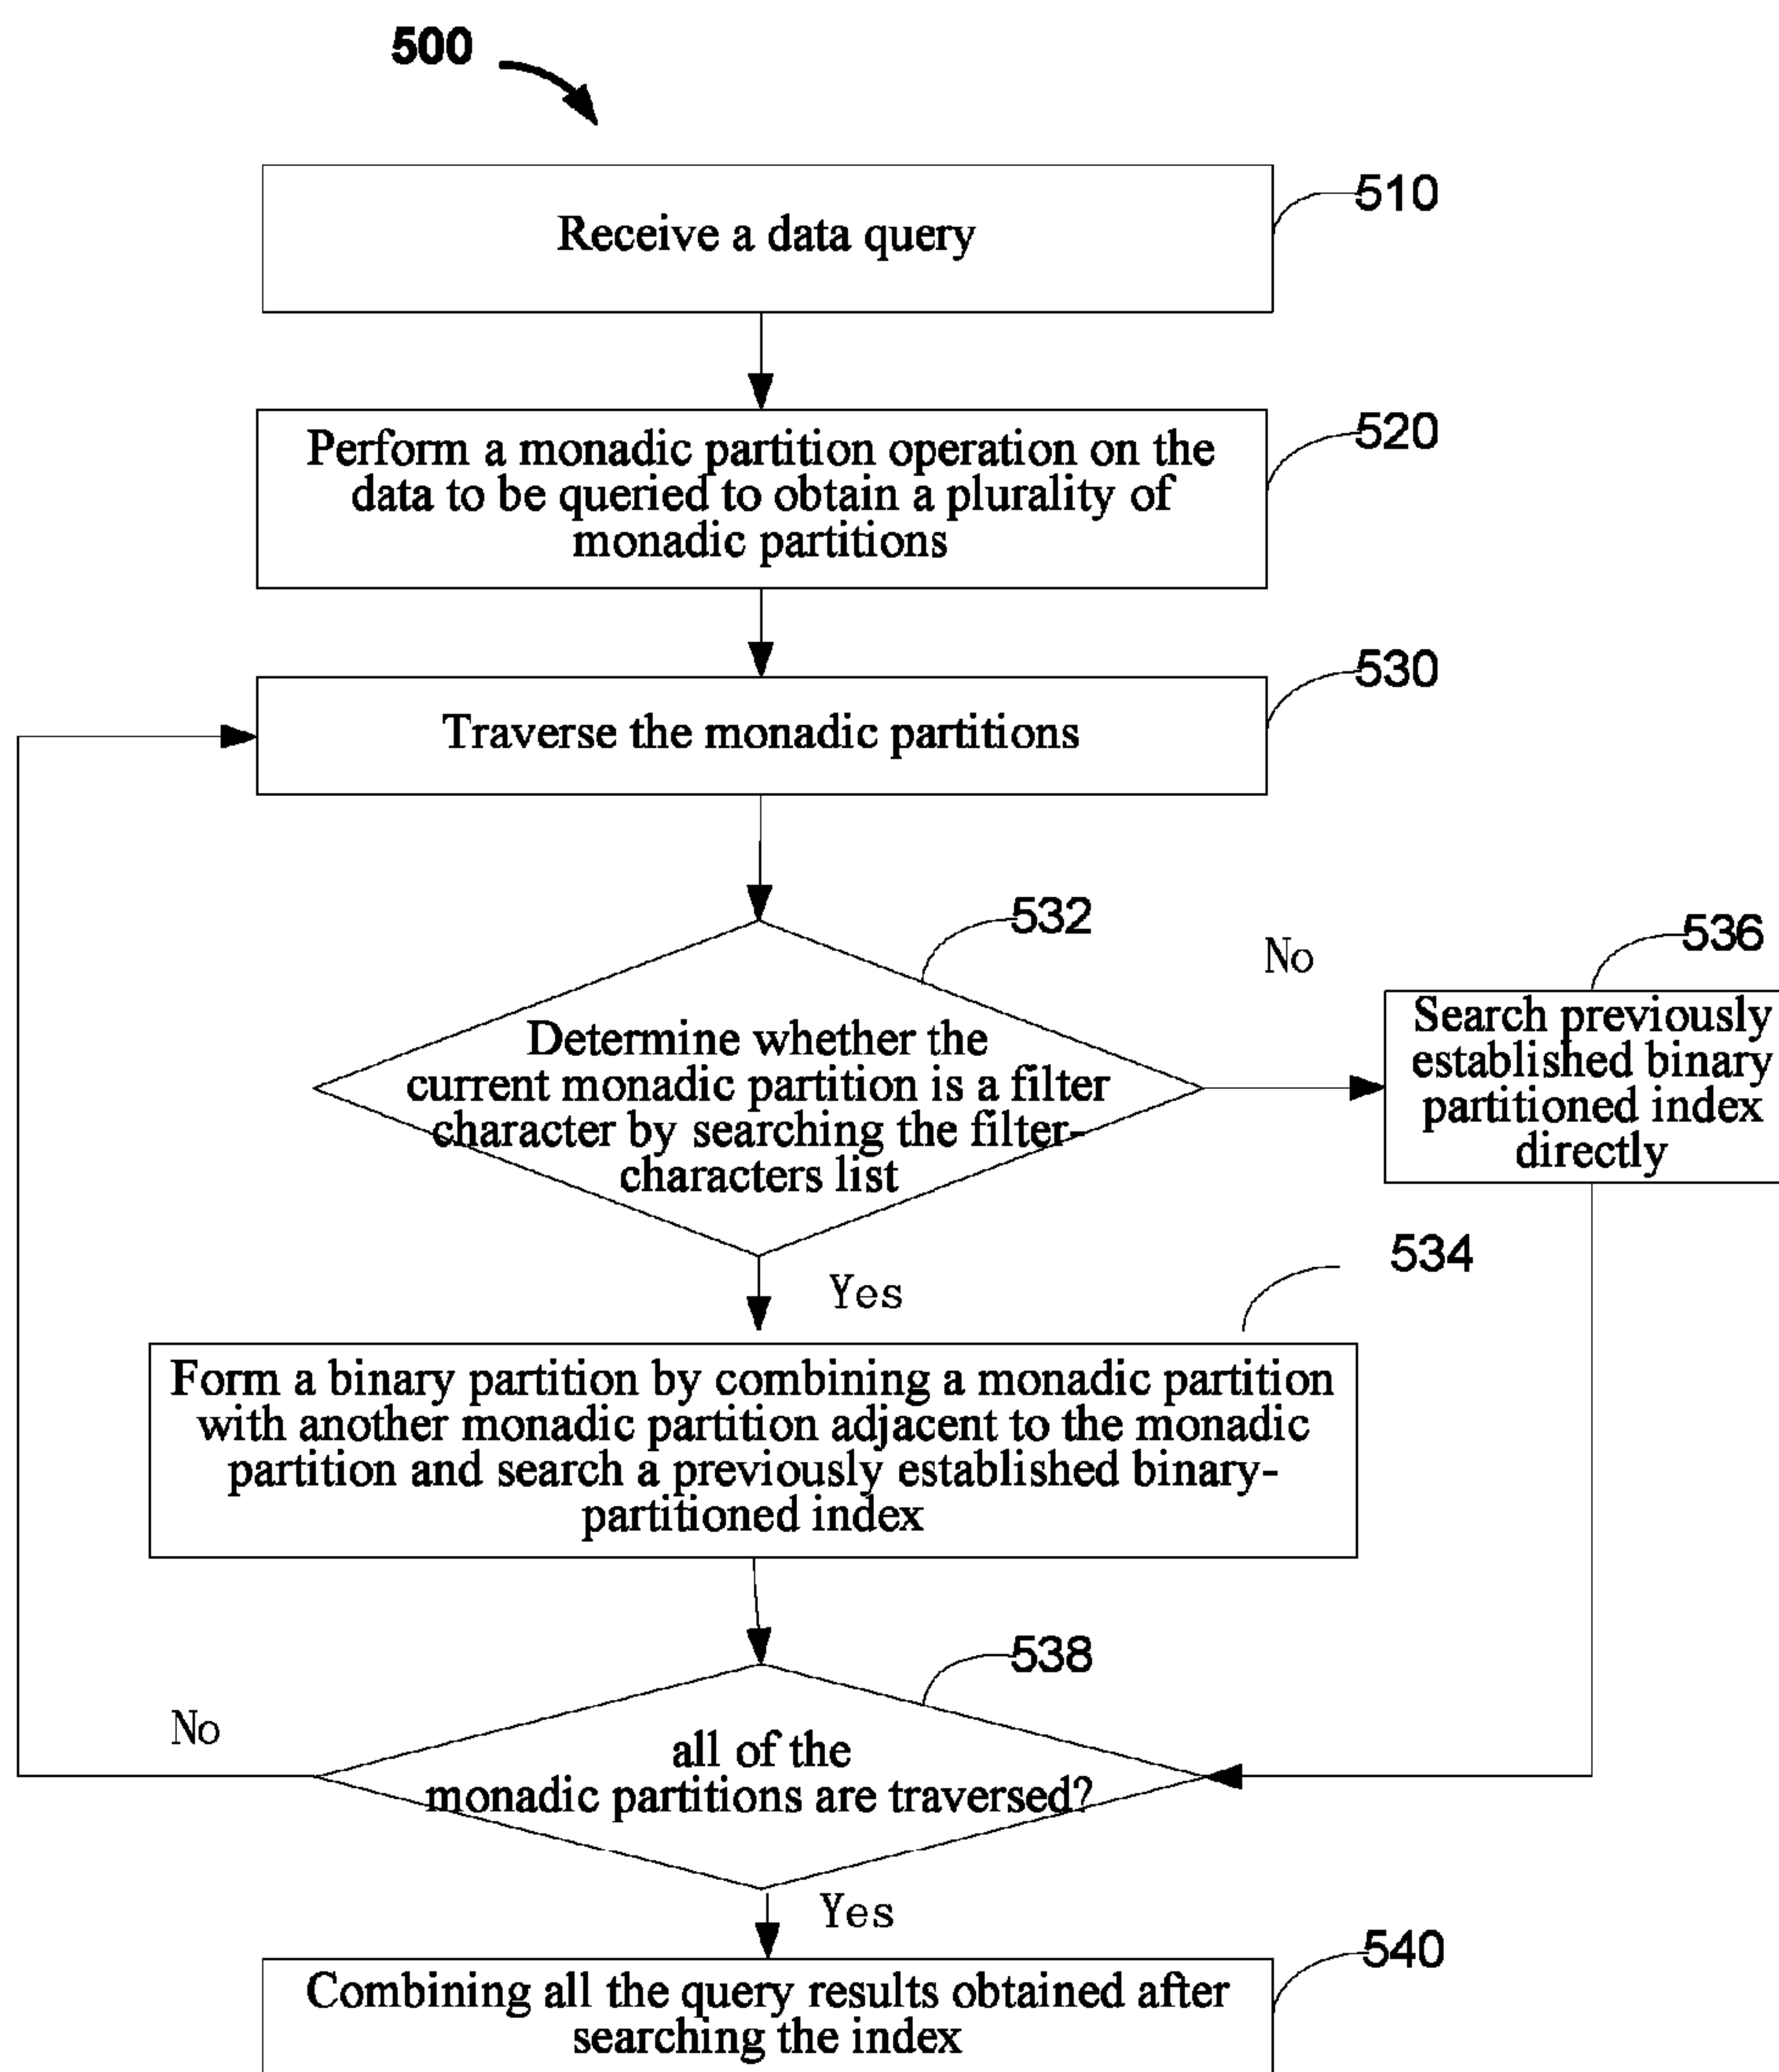 500
510
Receive a data query
520
Perform a monadic partition operation on the
data to be queried to obtain a plurality of
monadic partitions
530
Traverse the monadic partitions
532
No
536
Determine whether the
current monadic partition is a filter
character by searching the filter-
characters list
Search previously
established binary
partitioned index
directly
Yes
534
Form a binary partition by combining a monadic partition
with another monadic partition adjacent to the monadic
partition and search a previously established binary-
partitioned index
538
No
all of the
monadic partitions are traversed?
Yes
540
Combining all the query results obtained after
searching the index